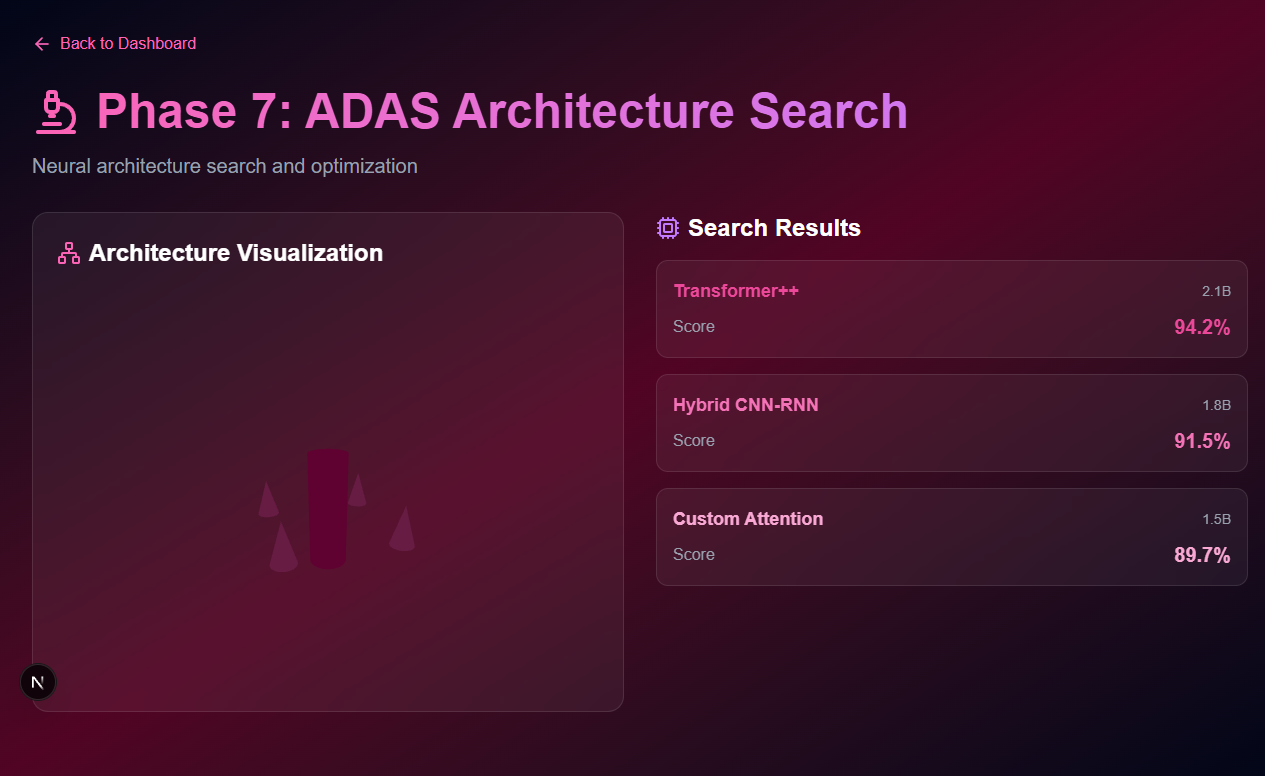 Back to Dashboard
Phase 7: ADAS Architecture Search
Neural architecture search and optimization
Architecture Visualization
Search Results
Transformer++ 2.1B
Score 94.2%
Hybrid CNN-RNN 1.8B
Score 91.5%
Custom Attention 1.5B
Score 89.7%
N